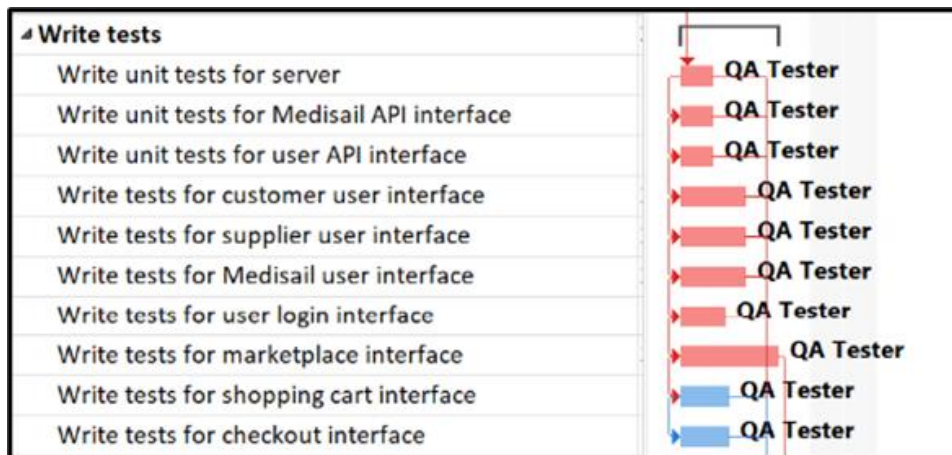 Write tests
Write unit tests for server QA Tester
Write unit tests for Medisail API interface QA Tester
Write unit tests for user API interface QA Tester
Write tests for customer user interface QA Tester
Write tests for supplier user interface QA Tester
Write tests for Medisail user interface QA Tester
Write tests for user login interface QA Tester
Write tests for marketplace interface QA Tester
Write tests for shopping cart interface QA Tester
Write tests for checkout interface QA Tester